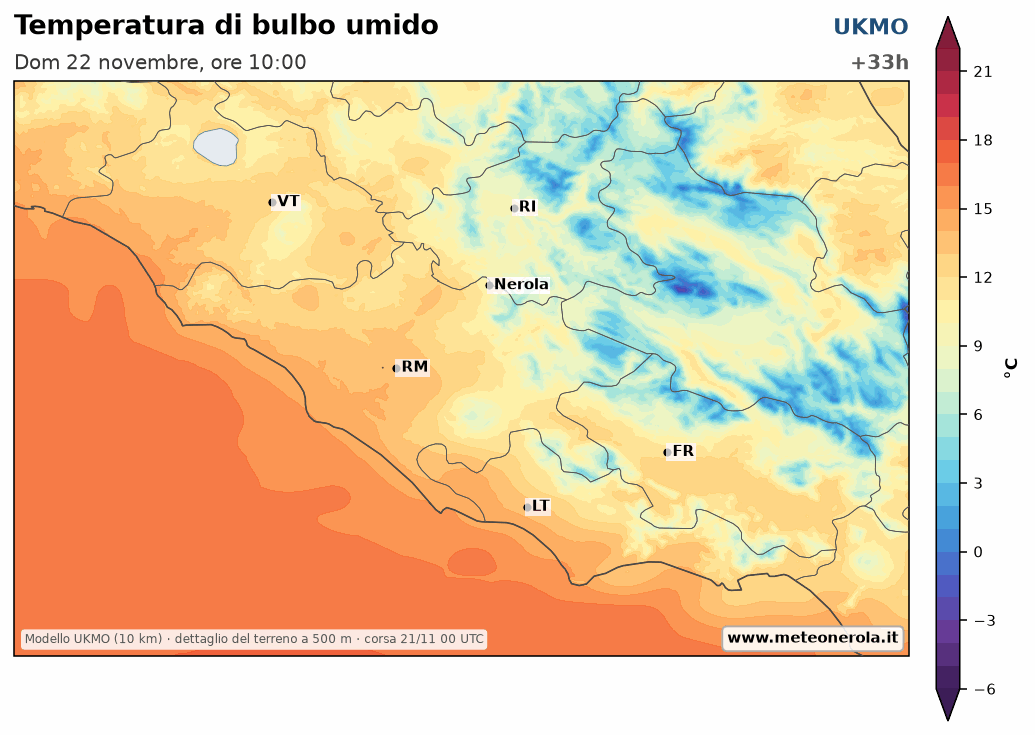 Temperatura di bulbo umido
UKMO
Dom 22 novembre, ore 10:00
+33h
VT
RI
Nerola
RM
FR
LT
21
18
15
12
9
6
3
0
−3
−6
°C
Modello UKMO (10 km) · dettaglio del terreno a 500 m · corsa 21/11 00 UTC
www.meteonerola.it